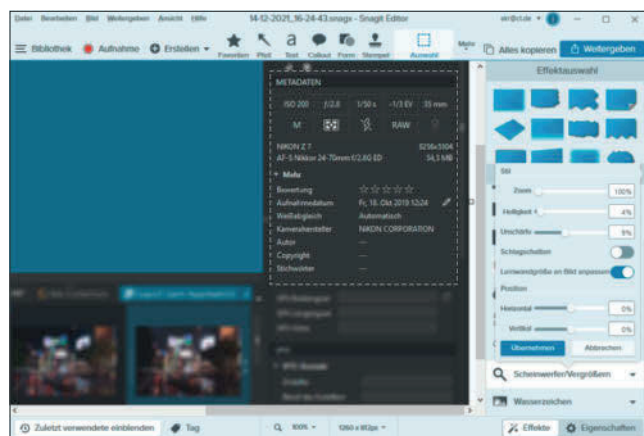 Datei Bearbeiten Bild Weitergeben Ansicht Hilfe
14-12-2021_16-24-43.snagx - Snagit Editor
Bibliothek Aufnahme Erstellen
Favoriten Pfeil Text Callout Form Stempel Auswahl Mehr
Alles kopieren Weitergeben
Effektauswahl
METADATEN
ISO 200 ƒ/2,8 1/50 s -1/3 EV 35 mm
M RAW
NIKON Z 7 8256x5504
AF-S Nikkor 24-70mm f/2.8G ED 54,3 MB
Mehr
Bewertung
Aufnahmedatum Fr, 18. Okt 2019 12:24
Weißabgleich Automatisch
Kamerahersteller NIKON CORPORATION
Autor —
Copyright —
Stichwörter —
Stil
Zoom 100%
Helligkeit 4%
Unschärfe 9%
Schlagschatten
Leinwandgröße an Bild anpassen
Position
Horizontal 0%
Vertikal 0%
Übernehmen Abbrechen
Scheinwerfer/Vergrößern
Wasserzeichen
Zuletzt verwendete einblenden Tag
100% 1260 x 912px
Effekte Eigenschaften